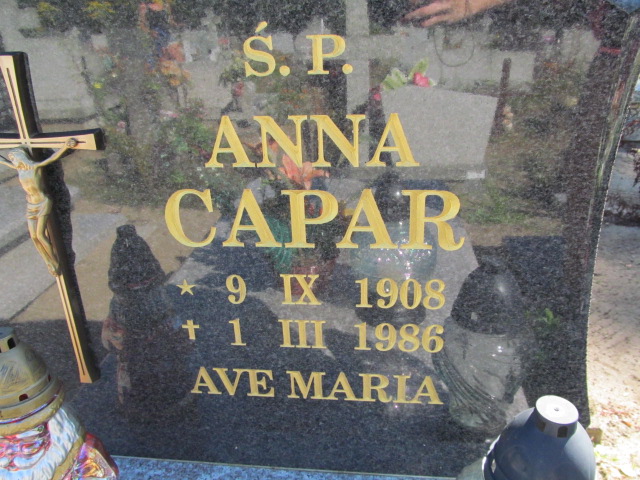 Ś. P.
ANNA
CAPAR
★ 9 IX 1908
✝ 1 III 1986
AVE MARIA